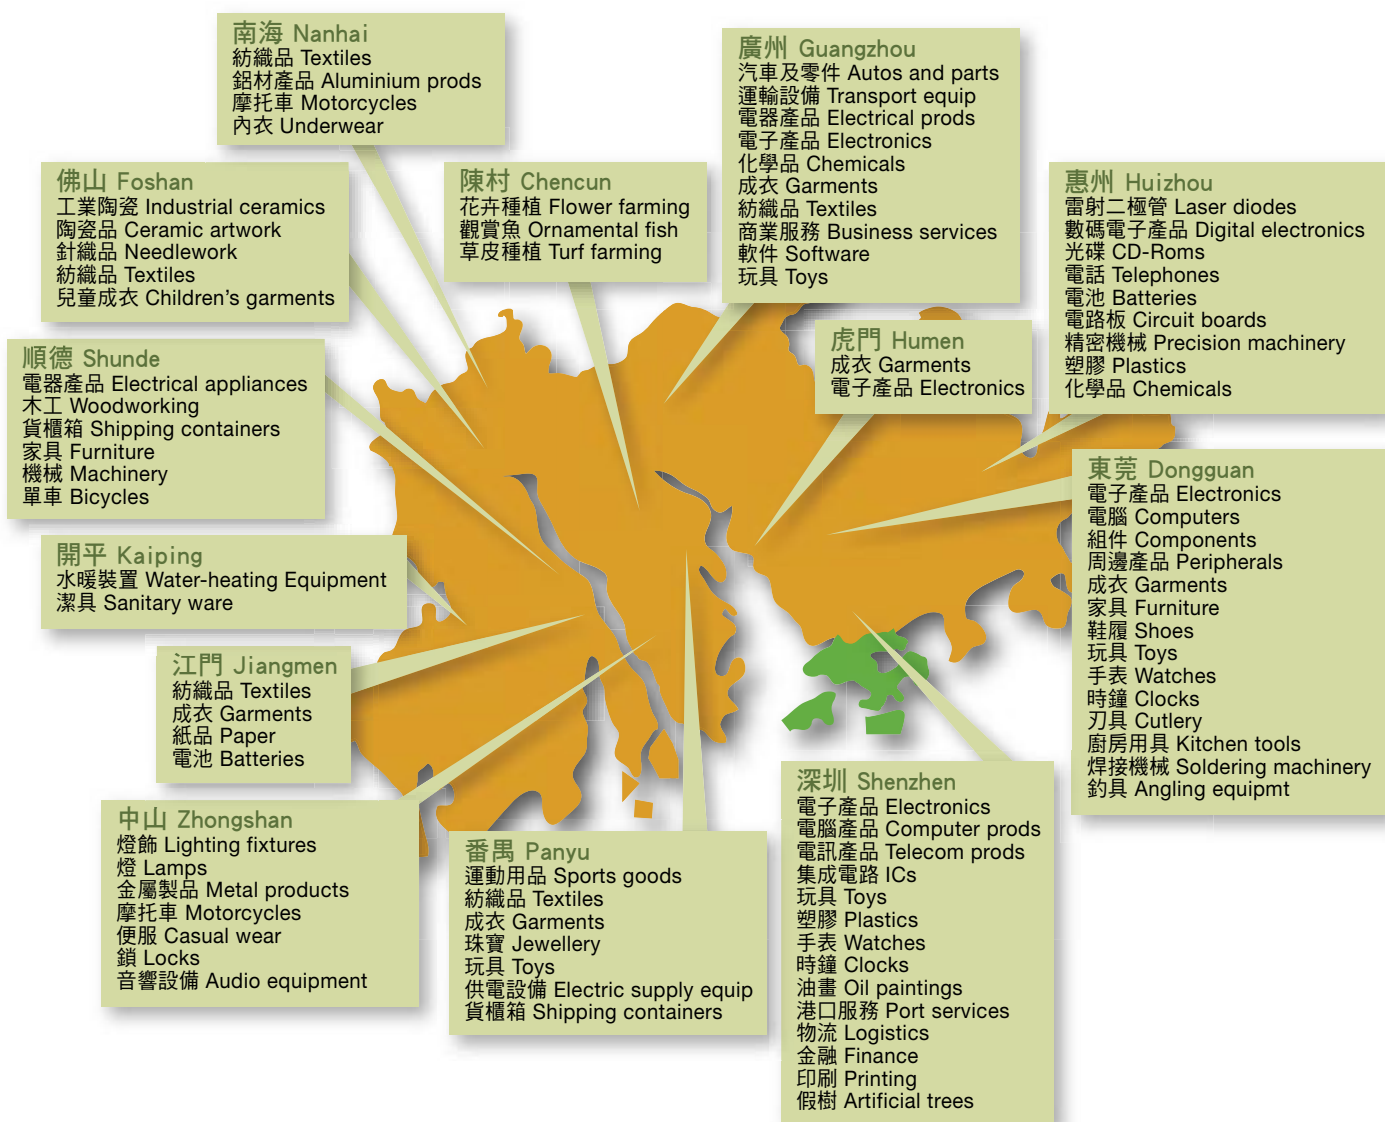 南海 Nanhai
紡織品 Textiles
鋁材產品 Aluminium prods
摩托車 Motorcycles
內衣 Underwear
廣州 Guangzhou
汽車及零件 Autos and parts
運輸設備 Transport equip
電器產品 Electrical prods
電子產品 Electronics
化學品 Chemicals
成衣 Garments
紡織品 Textiles
商業服務 Business services
軟件 Software
玩具 Toys
佛山 Foshan
工業陶瓷 Industrial ceramics
陶瓷品 Ceramic artwork
針織品 Needlework
紡織品 Textiles
兒童成衣 Children's garments
陳村 Chencun
花卉種植 Flower farming
觀賞魚 Ornamental fish
草皮種植 Turf farming
惠州 Huizhou
雷射二極管 Laser diodes
數碼電子產品 Digital electronics
光碟 CD-Roms
電話 Telephones
電池 Batteries
電路板 Circuit boards
精密機械 Precision machinery
塑膠 Plastics
化學品 Chemicals
虎門 Humen
成衣 Garments
電子產品 Electronics
順德 Shunde
電器產品 Electrical appliances
木工 Woodworking
貨櫃箱 Shipping containers
家具 Furniture
機械 Machinery
單車 Bicycles
東莞 Dongguan
電子產品 Electronics
電腦 Computers
組件 Components
周邊產品 Peripherals
成衣 Garments
家具 Furniture
鞋履 Shoes
玩具 Toys
手表 Watches
時鐘 Clocks
刃具 Cutlery
廚房用具 Kitchen tools
焊接機械 Soldering machinery
釣具 Angling equipmt
開平 Kaiping
水暖裝置 Water-heating Equipment
潔具 Sanitary ware
江門 Jiangmen
紡織品 Textiles
成衣 Garments
紙品 Paper
電池 Batteries
中山 Zhongshan
燈飾 Lighting fixtures
燈 Lamps
金屬製品 Metal products
摩托車 Motorcycles
便服 Casual wear
鎖 Locks
音響設備 Audio equipment
番禺 Panyu
運動用品 Sports goods
紡織品 Textiles
成衣 Garments
珠寶 Jewellery
玩具 Toys
供電設備 Electric supply equip
貨櫃箱 Shipping containers
深圳 Shenzhen
電子產品 Electronics
電腦產品 Computer prods
電訊產品 Telecom prods
集成電路 ICs
玩具 Toys
塑膠 Plastics
手表 Watches
時鐘 Clocks
油畫 Oil paintings
港口服務 Port services
物流 Logistics
金融 Finance
印刷 Printing
假樹 Artificial trees